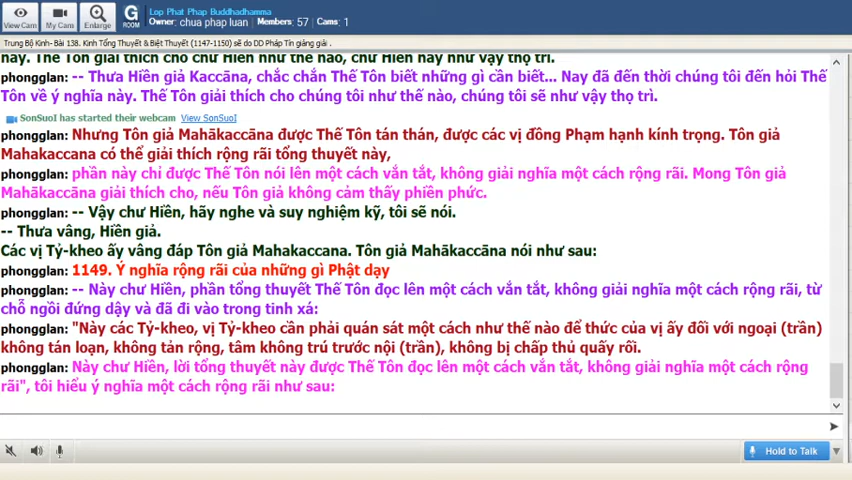 View Cam
My Cam
Enlarge
G
ROOM
Lop Phat Phap Buddhadhamma
Owner: chua phap luan Members: 57 Cams: 1
Trung Bộ Kinh- Bài 138. Kinh Tổng Thuyết & Biệt Thuyết (1147-1150) sẽ do DD Pháp Tín giảng giải .
này. Thế Tôn giải thích cho chư Hiền như thế nào, chư Hiền hãy như vậy thọ trì.
phongglan: -- Thưa Hiền giả Kaccāna, chắc chắn Thế Tôn biết những gì cần biết... Nay đã đến thời chúng tôi đến hỏi Thế
Tôn về ý nghĩa này. Thế Tôn giải thích cho chúng tôi như thế nào, chúng tôi sẽ như vậy thọ trì.
SonSuoI has started their webcam View SonSuoI
phongglan: Nhưng Tôn giả Mahākaccāna được Thế Tôn tán thán, được các vị đồng Phạm hạnh kính trọng. Tôn giả
Mahakaccana có thể giải thích rộng rãi tổng thuyết này,
phongglan: phần này chỉ được Thế Tôn nói lên một cách vắn tắt, không giải nghĩa một cách rộng rãi. Mong Tôn giả
Mahākaccāna giải thích cho, nếu Tôn giả không cảm thấy phiền phức.
phongglan: -- Vậy chư Hiền, hãy nghe và suy nghiệm kỹ, tôi sẽ nói.
-- Thưa vâng, Hiền giả.
Các vị Tỷ-kheo ấy vâng đáp Tôn giả Mahakaccana. Tôn giả Mahākaccāna nói như sau:
phongglan: 1149. Ý nghĩa rộng rãi của những gì Phật dạy
phongglan: -- Này chư Hiền, phần tổng thuyết Thế Tôn đọc lên một cách vắn tắt, không giải nghĩa một cách rộng rãi, từ
chỗ ngồi đứng dậy và đã đi vào trong tinh xá:
phongglan: "Này các Tỷ-kheo, vị Tỷ-kheo cần phải quán sát một cách như thế nào để thức của vị ấy đối với ngoại (trần)
không tán loạn, không tản rộng, tâm không trú trước nội (trần), không bị chấp thủ quấy rối.
phongglan: Này chư Hiền, lời tổng thuyết này được Thế Tôn đọc lên một cách vắn tắt, không giải nghĩa một cách rộng
rãi", tôi hiểu ý nghĩa một cách rộng rãi như sau:
Hold to Talk